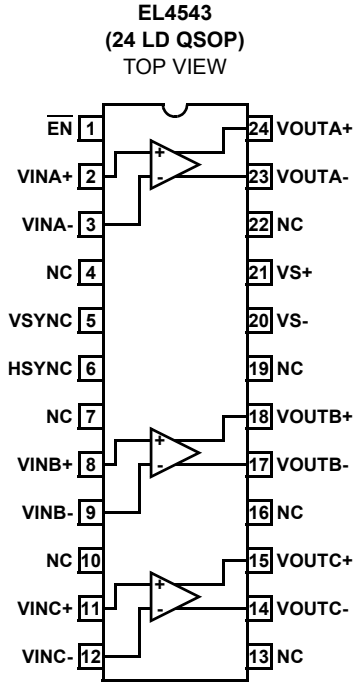 EL4543
(24 LD QSOP)
TOP VIEW
EN 1 24 VOUTA+
+
VINA+ 2 23 VOUTA-
-
VINA- 3 22 NC
NC 4 21 VS+
VSYNC 5 20 VS-
HSYNC 6 19 NC
NC 7 18 VOUTB+
+
VINB+ 8 17 VOUTB-
-
VINB- 9 16 NC
NC 10 15 VOUTC+
+
VINC+ 11 14 VOUTC-
-
VINC- 12 13 NC